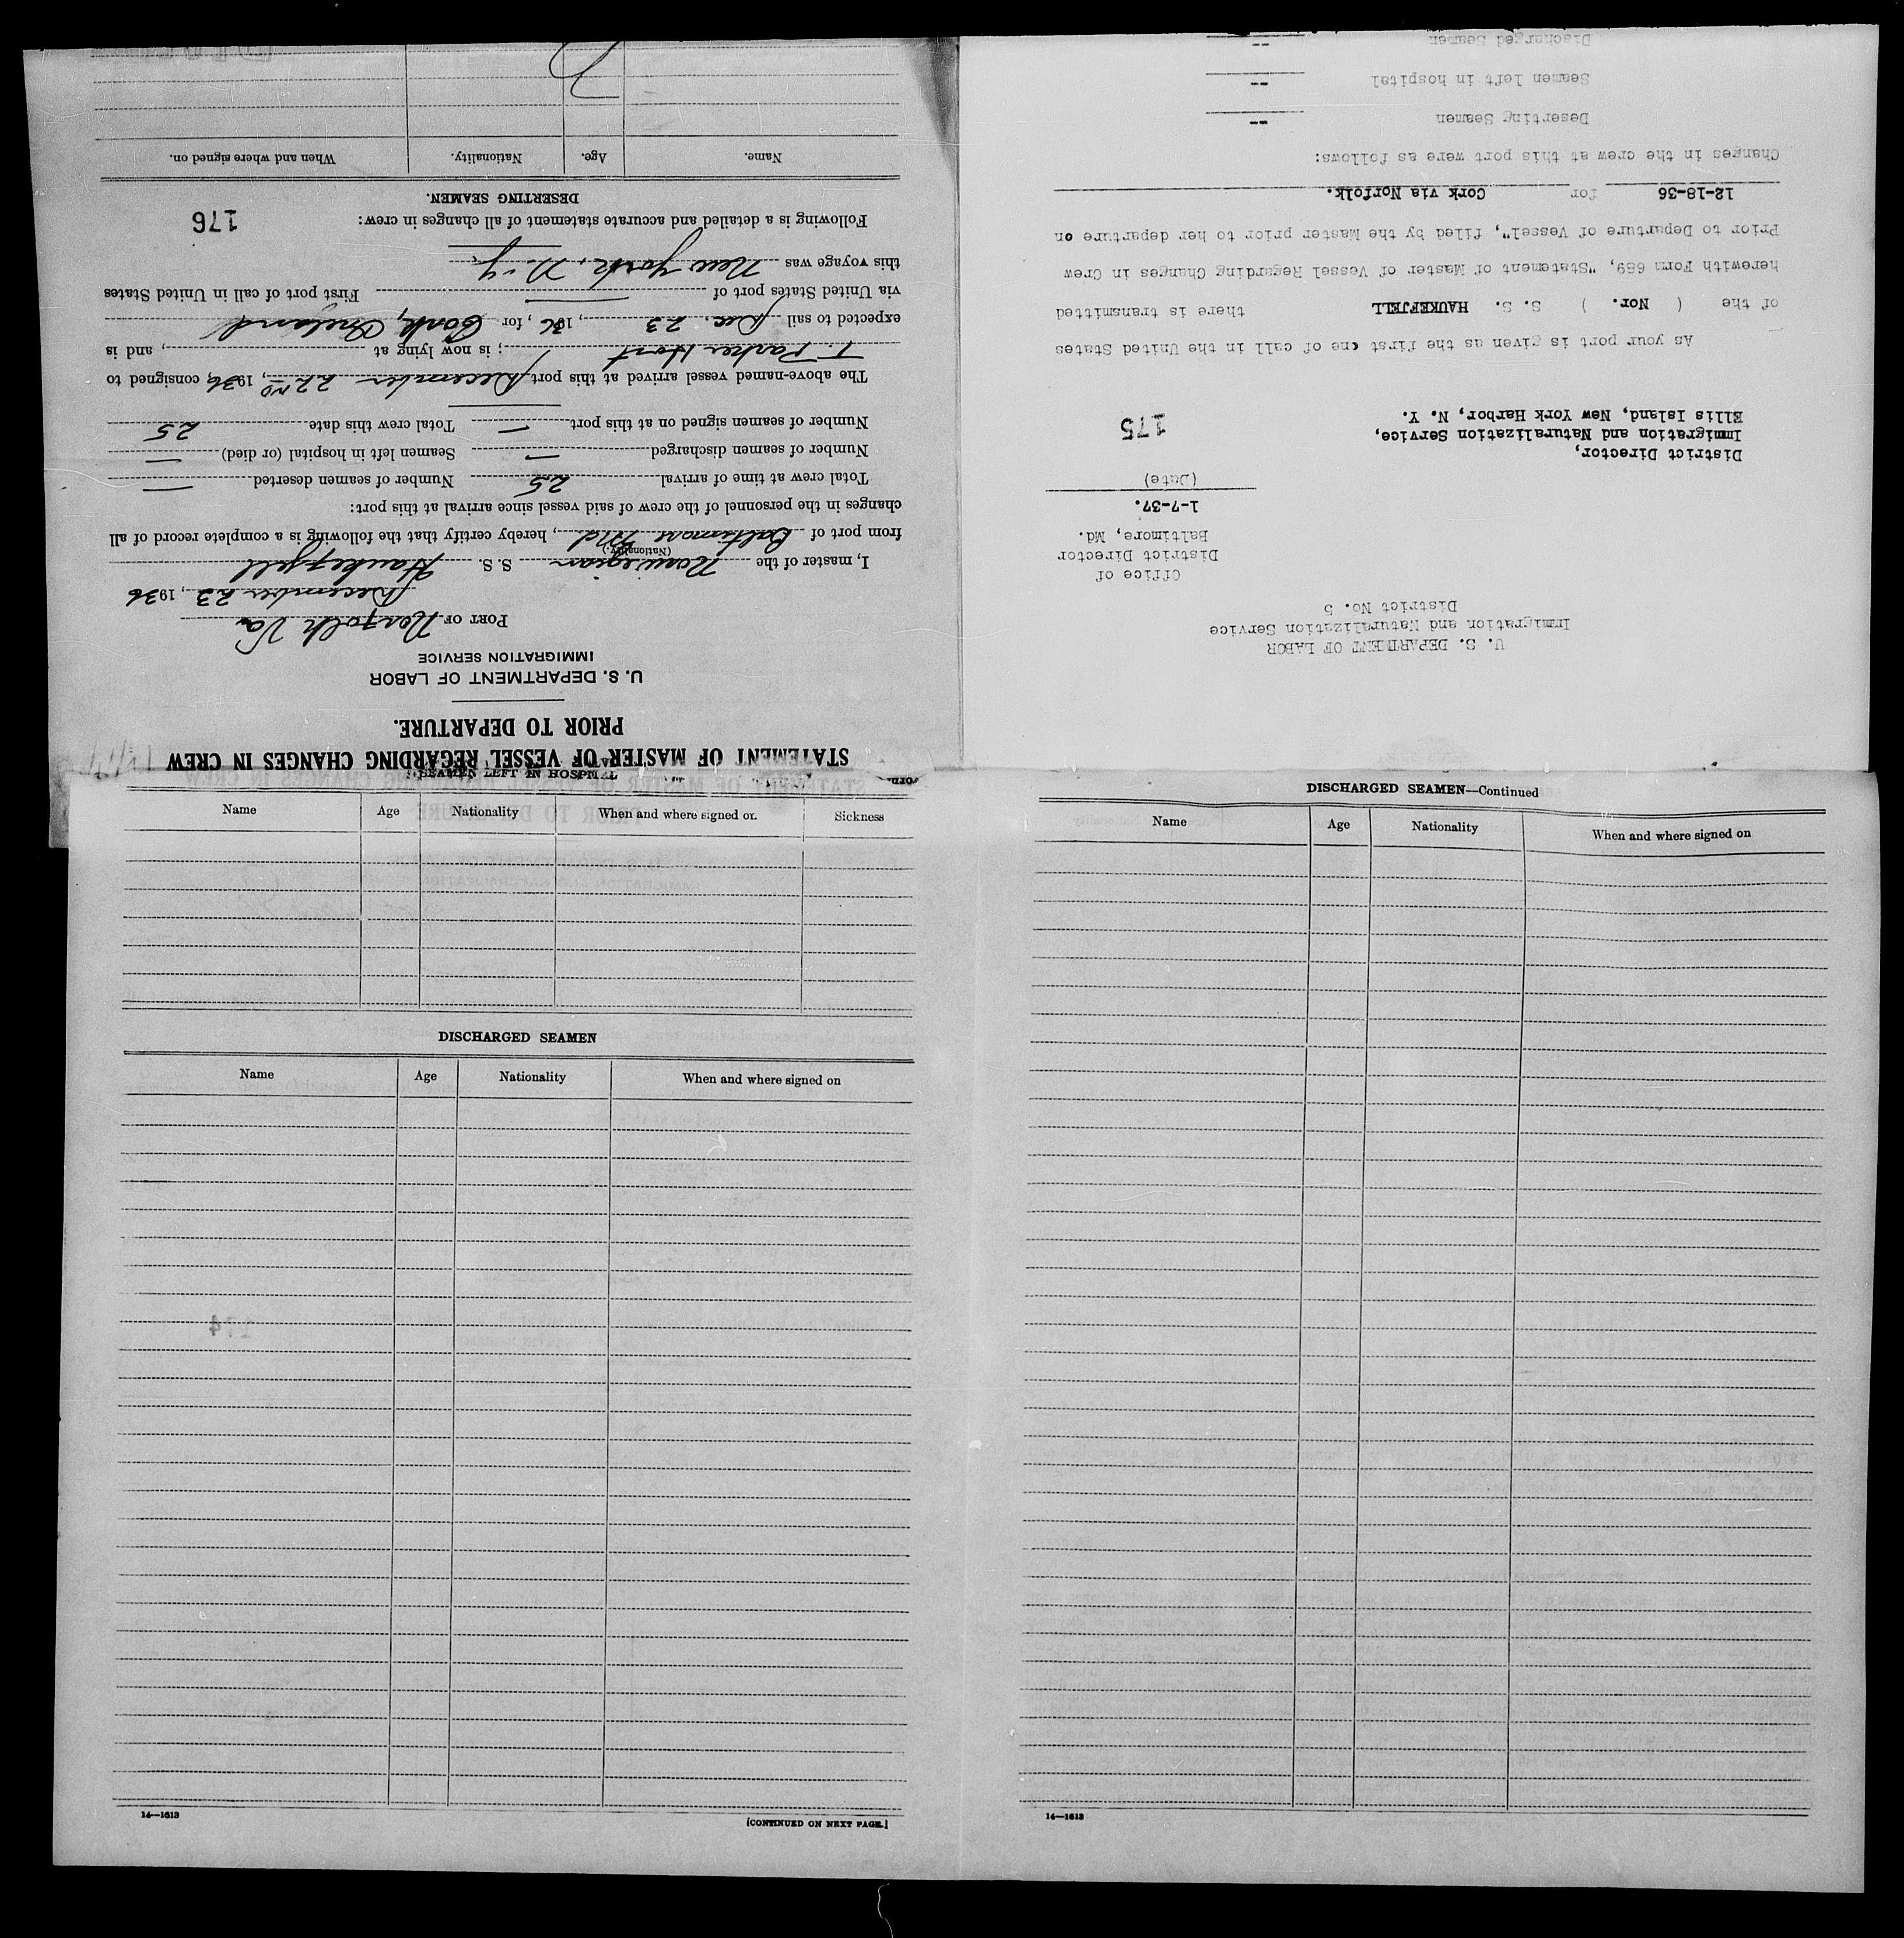 STATEMENT OF MASTER OF VESSEL REGARDING CHANGES IN CREW
PRIOR TO DEPARTURE.
U. S. DEPARTMENT OF LABOR
IMMIGRATION SERVICE
PORT OF Norfolk Va
December 23, 1936
I, master of the Norwegian S. S. Haukefjell
(Nationality.)
from port of Baltimore Md, hereby certify that the following is a complete record of all
changes in the personnel of the crew of said vessel since arrival at this port:
Total crew at time of arrival 25 Number of seamen deserted —
Number of seamen discharged — Seamen left in hospital (or died) —
Number of seamen signed on at this port — Total crew this date 25
The above-named vessel arrived at this port December 22ND, 1936, consigned to
T. Parker Host; is now lying at , and is
expected to sail Dec. 23, 1936, for Cork, Ireland
via United States port of — First port of call in United States
this voyage was New York, N.Y.
Following is a detailed and accurate statement of all changes in crew:
176
DESERTING SEAMEN.
Name. Age. Nationality. When and where signed on.
U. S. DEPARTMENT OF LABOR
Immigration and Naturalization Service
District No. 5
Office of
District Director
Baltimore, Md.
1-7-37.
(Date)
District Director,
Immigration and Naturalization Service,
Ellis Island, New York Harbor, N. Y.
175
As your port is given as the first one of call in the United States
of the ( Nor. ) S. S. HAUKEFJELL there is transmitted
herewith Form 689, "Statement of Master of Vessel Regarding Changes in Crew
Prior to Departure of Vessel", filed by the Master prior to her departure on
12-18-36 for Cork via Norfolk.
Changes in the crew at this port were as follows:
Deserting Seamen --
Seamen left in hospital --
Discharged Seamen --
SEAMEN LEFT IN HOSPITAL
Name Age Nationality When and where signed on Sickness
DISCHARGED SEAMEN
Name Age Nationality When and where signed on
14—1613
[CONTINUED ON NEXT PAGE.]
DISCHARGED SEAMEN—Continued
Name Age Nationality When and where signed on
14—1613